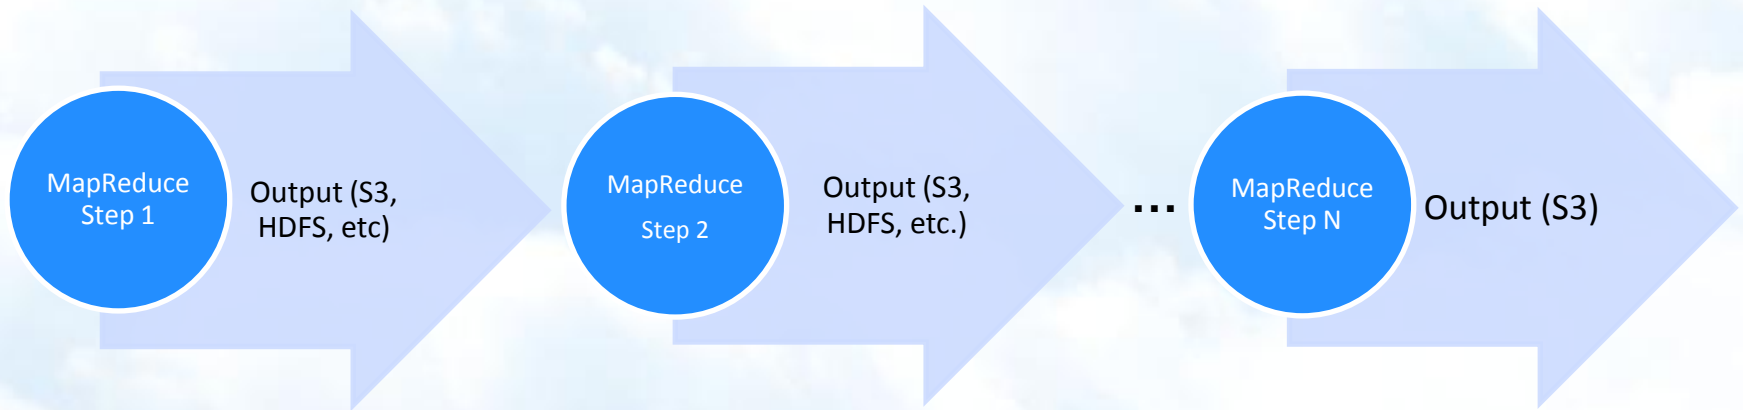 MapReduce
Step 1
Output (S3,
HDFS, etc)
MapReduce
Step 2
Output (S3,
HDFS, etc.)
...
MapReduce
Step N
Output (S3)